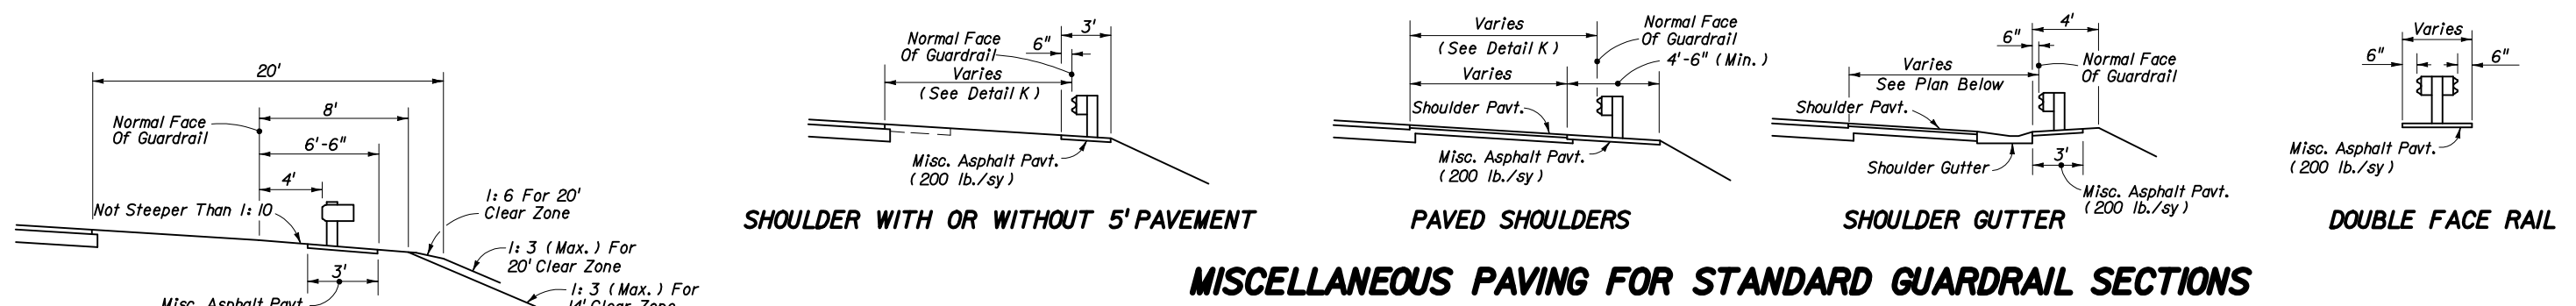 20'
8'
Normal Face
Of Guardrail
6'-6"
4'
Not Steeper Than 1:10
1:6 For 20'
Clear Zone
1:3 (Max.) For
20' Clear Zone
3'
1:3 (Max.) For
14' Clear Zone
Misc. Asphalt Pavt.
3'
Normal Face
Of Guardrail
6"
Varies
(See Detail K)
Misc. Asphalt Pavt.
(200 lb./sy)
SHOULDER WITH OR WITHOUT 5' PAVEMENT
Varies
(See Detail K)
Normal Face
Of Guardrail
4'-6" (Min.)
Varies
Shoulder Pavt.
Misc. Asphalt Pavt.
(200 lb./sy)
PAVED SHOULDERS
4'
6"
Normal Face
Of Guardrail
Varies
See Plan Below
Shoulder Pavt.
Shoulder Gutter
3'
Misc. Asphalt Pavt.
(200 lb./sy)
SHOULDER GUTTER
Varies
6"
6"
Misc. Asphalt Pavt.
(200 lb./sy)
DOUBLE FACE RAIL
MISCELLANEOUS PAVING FOR STANDARD GUARDRAIL SECTIONS